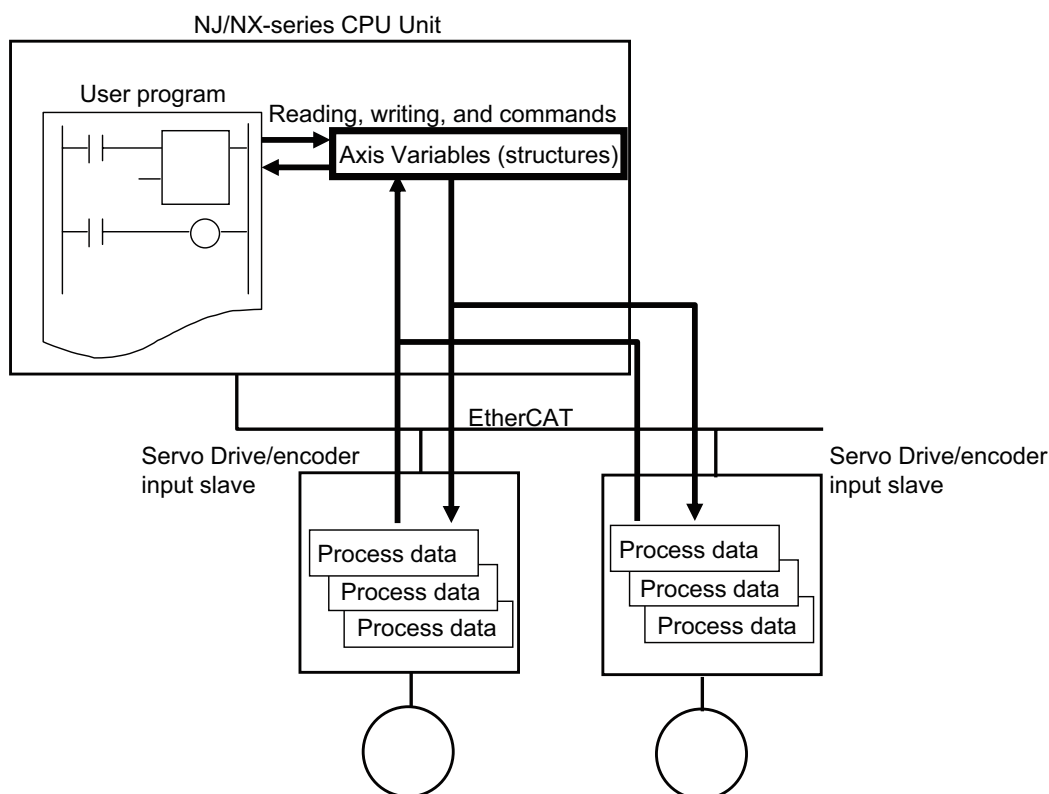 NJ/NX-series CPU Unit
User program
Reading, writing, and commands
Axis Variables (structures)
EtherCAT
Servo Drive/encoder
input slave
Servo Drive/encoder
input slave
Process data
Process data
Process data
Process data
Process data
Process data